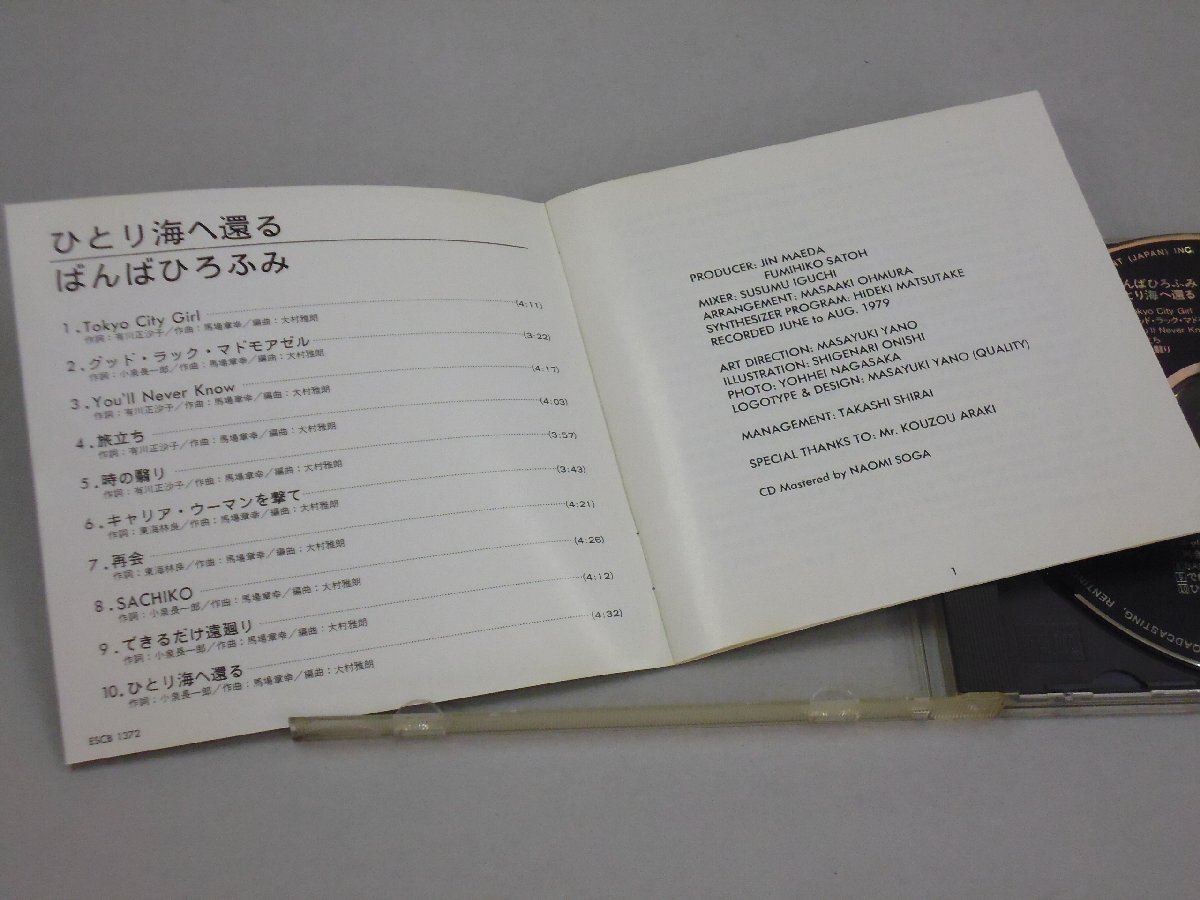 ひとり海へ還る
ばんばひろふみ
1.Tokyo City Girl (4:11)
作詞:有川正沙子/作曲:馬場章幸/編曲:大村雅朗
2.グッド・ラック・マドモアゼル (3:22)
作詞:小泉長一郎/作曲:馬場章幸/編曲:大村雅朗
3.You'll Never Know (4:17)
作詞:有川正沙子/作曲:馬場章幸/編曲:大村雅朗
4.旅立ち (4:03)
作詞:有川正沙子/作曲:馬場章幸/編曲:大村雅朗
5.時の翳り (3:57)
作詞:有川正沙子/作曲:馬場章幸/編曲:大村雅朗
6.キャリア・ウーマンを撃て (3:43)
作詞:東海林良/作曲:馬場章幸/編曲:大村雅朗
7.再会 (4:21)
作詞:東海林良/作曲:馬場章幸/編曲:大村雅朗
8.SACHIKO (4:26)
作詞:小泉長一郎/作曲:馬場章幸/編曲:大村雅朗
9.できるだけ遠廻り (4:12)
作詞:小泉長一郎/作曲:馬場章幸/編曲:大村雅朗
10.ひとり海へ還る (4:32)
作詞:小泉長一郎/作曲:馬場章幸/編曲:大村雅朗
ESCB 1372
PRODUCER: JIN MAEDA
FUMIHIKO SATOH
MIXER: SUSUMU IGUCHI
ARRANGEMENT: MASAAKI OHMURA
SYNTHESIZER PROGRAM: HIDEKI MATSUTAKE
RECORDED JUNE to AUG. 1979
ART DIRECTION: MASAYUKI YANO
ILLUSTRATION: SHIGENARI ONISHI
PHOTO: YOHHEI NAGASAKA
LOGOTYPE & DESIGN: MASAYUKI YANO (QUALITY)
MANAGEMENT: TAKASHI SHIRAI
SPECIAL THANKS TO: Mr. KOUZOU ARAKI
CD Mastered by NAOMI SOGA
1
(JAPAN) INC.
んばひろふみ
とり海へ還る
kyo City Girl
ド・ラック・マド
u'll Never Kn
RENTING